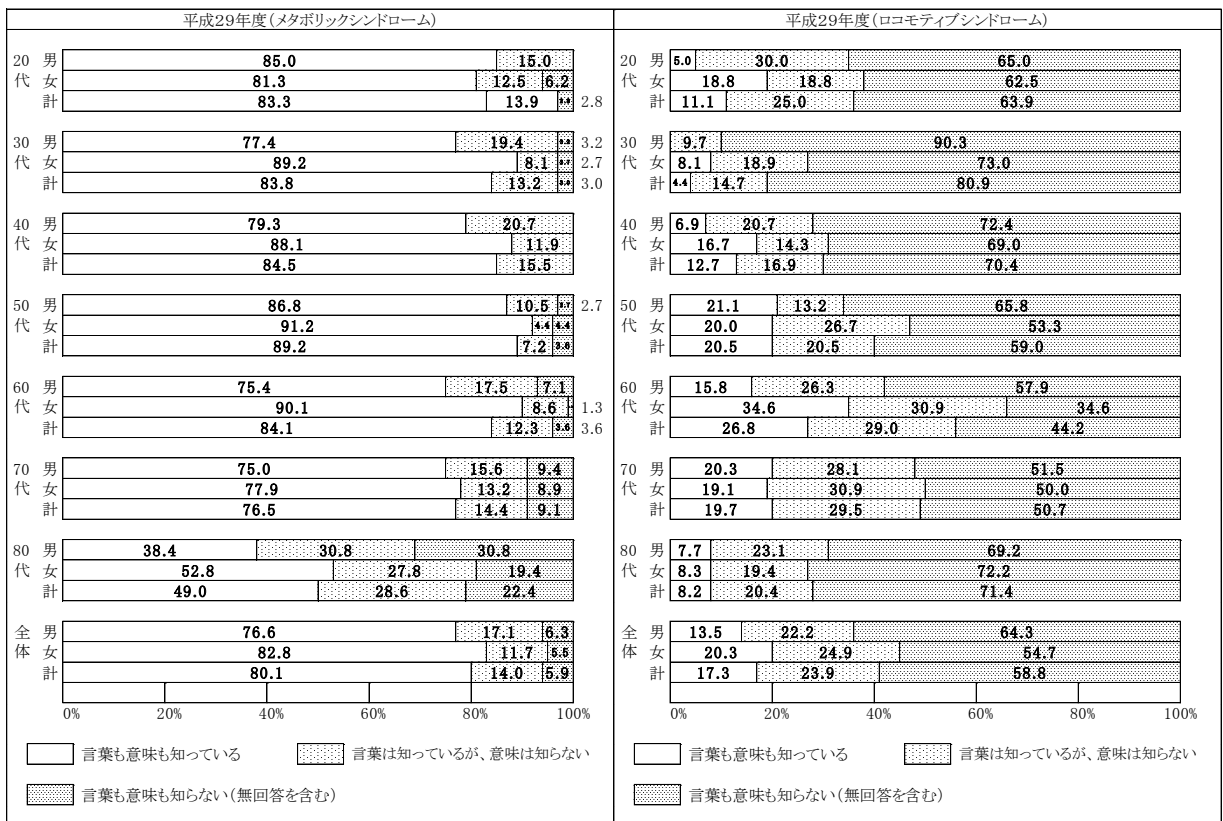 平成29年度(メタボリックシンドローム)
20 男 85.0 15.0
代 女 81.3 12.5 6.2
計 83.3 13.9 2.8
30 男 77.4 19.4 3.2
代 女 89.2 8.1 2.7
計 83.8 13.2 3.0
40 男 79.3 20.7
代 女 88.1 11.9
計 84.5 15.5
50 男 86.8 10.5 2.7
代 女 91.2 4.4 4.4
計 89.2 7.2 3.6
60 男 75.4 17.5 7.1
代 女 90.1 8.6 1.3
計 84.1 12.3 3.6 3.6
70 男 75.0 15.6 9.4
代 女 77.9 13.2 8.9
計 76.5 14.4 9.1
80 男 38.4 30.8 30.8
代 女 52.8 27.8 19.4
計 49.0 28.6 22.4
全 男 76.6 17.1 6.3
体 女 82.8 11.7 5.5
計 80.1 14.0 5.9
0% 20% 40% 60% 80% 100%
言葉も意味も知っている 言葉は知っているが、意味は知らない
言葉も意味も知らない(無回答を含む)
平成29年度(ロコモティブシンドローム)
20 男 5.0 30.0 65.0
代 女 18.8 18.8 62.5
計 11.1 25.0 63.9
30 男 9.7 90.3
代 女 8.1 18.9 73.0
計 4.4 14.7 80.9
40 男 6.9 20.7 72.4
代 女 16.7 14.3 69.0
計 12.7 16.9 70.4
50 男 21.1 13.2 65.8
代 女 20.0 26.7 53.3
計 20.5 20.5 59.0
60 男 15.8 26.3 57.9
代 女 34.6 30.9 34.6
計 26.8 29.0 44.2
70 男 20.3 28.1 51.5
代 女 19.1 30.9 50.0
計 19.7 29.5 50.7
80 男 7.7 23.1 69.2
代 女 8.3 19.4 72.2
計 8.2 20.4 71.4
全 男 13.5 22.2 64.3
体 女 20.3 24.9 54.7
計 17.3 23.9 58.8
0% 20% 40% 60% 80% 100%
言葉も意味も知っている 言葉は知っているが、意味は知らない
言葉も意味も知らない(無回答を含む)